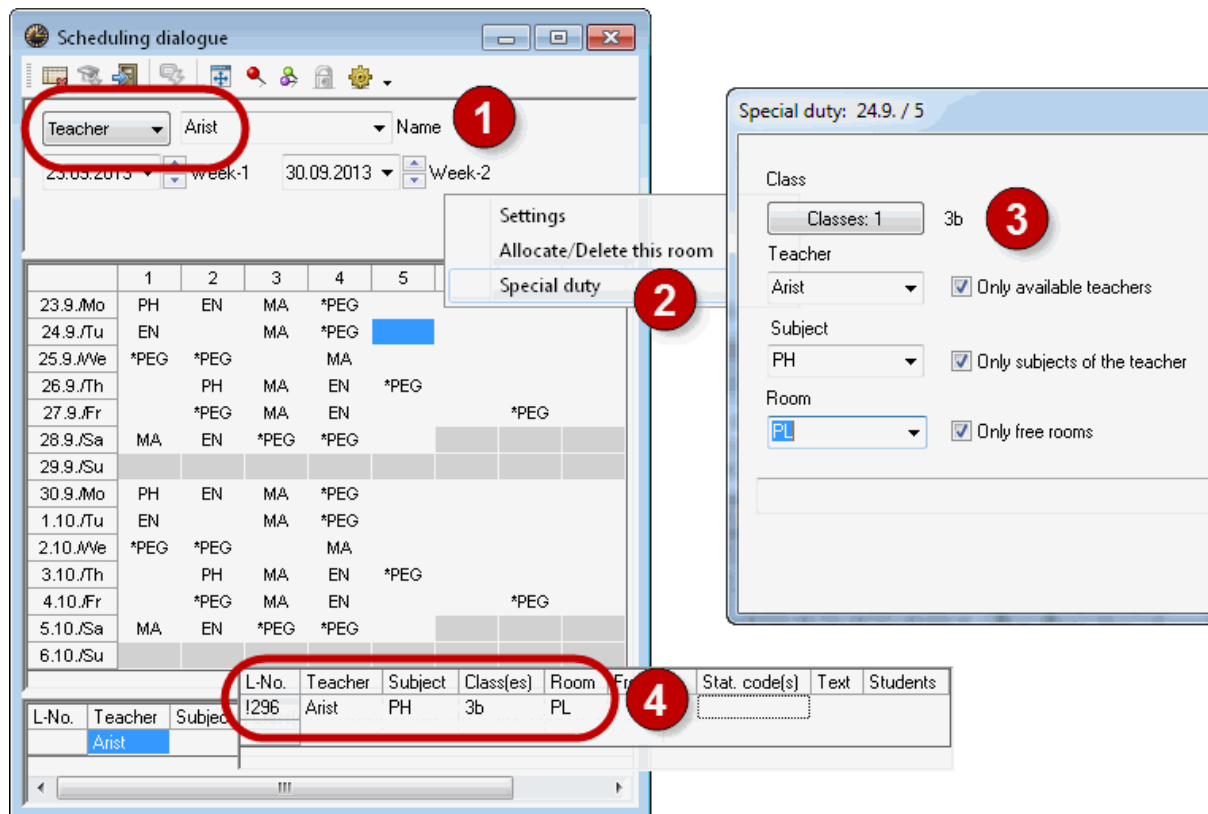 Scheduling dialogue
1
Teacher Arist Name
23.09.2013 Week-1 30.09.2013 Week-2
Settings
Allocate/Delete this room
Special duty
2
1 2 3 4 5
23.9./Mo PH EN MA *PEG
24.9./Tu EN MA *PEG
25.9./We *PEG *PEG MA
26.9./Th PH MA EN *PEG
27.9./Fr *PEG MA EN *PEG
28.9./Sa MA EN *PEG *PEG
29.9./Su
30.9./Mo PH EN MA *PEG
1.10./Tu EN MA *PEG
2.10./We *PEG *PEG MA
3.10./Th PH MA EN *PEG
4.10./Fr *PEG MA EN *PEG
5.10./Sa MA EN *PEG *PEG
6.10./Su
L-No. Teacher Subject Class(es) Room Stat. code(s) Text Students
!296 Arist PH 3b PL
4
L-No. Teacher Subjec
Arist
Special duty: 24.9. / 5
Class
Classes: 1 3b
3
Teacher
Arist Only available teachers
Subject
PH Only subjects of the teacher
Room
PL Only free rooms